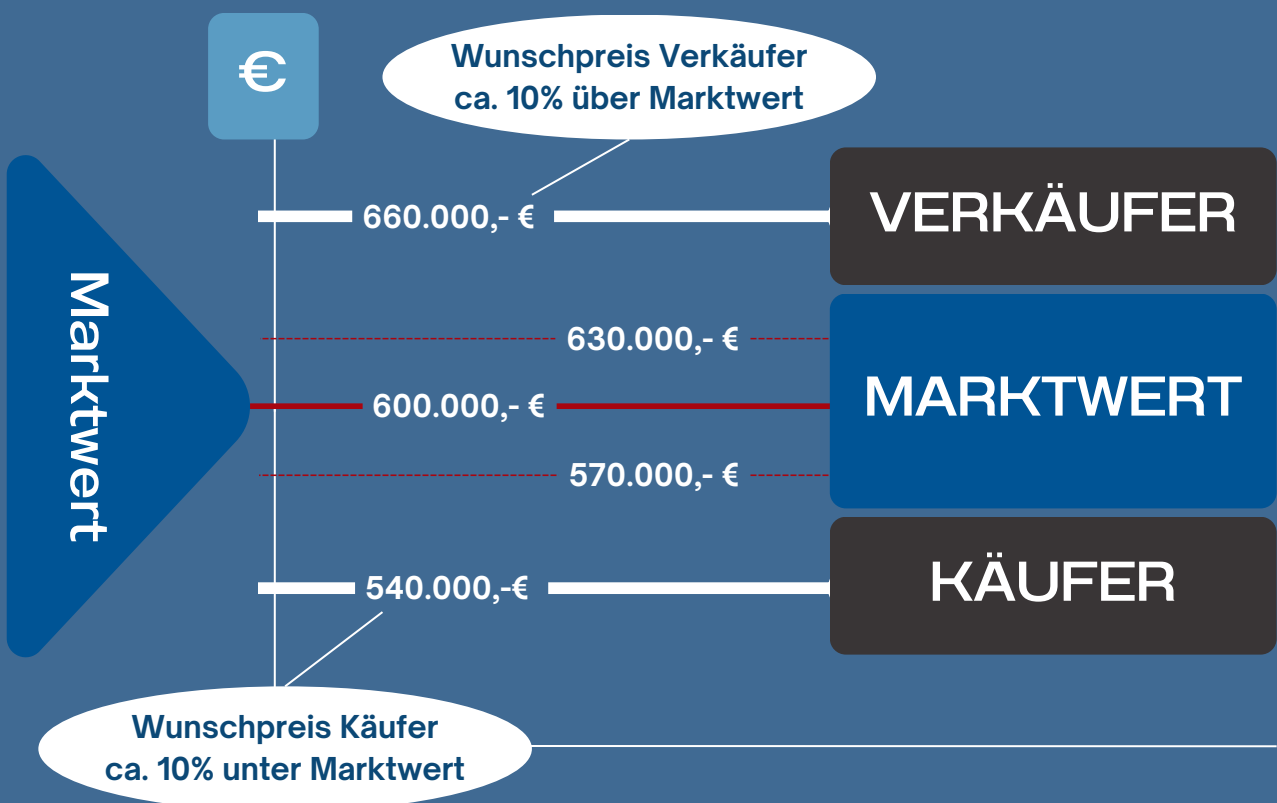 €
Wunschpreis Verkäufer
ca. 10% über Marktwert
660.000,- €
VERKÄUFER
Marktwert
630.000,- €
600.000,- €
MARKTWERT
570.000,- €
540.000,-€
KÄUFER
Wunschpreis Käufer
ca. 10% unter Marktwert